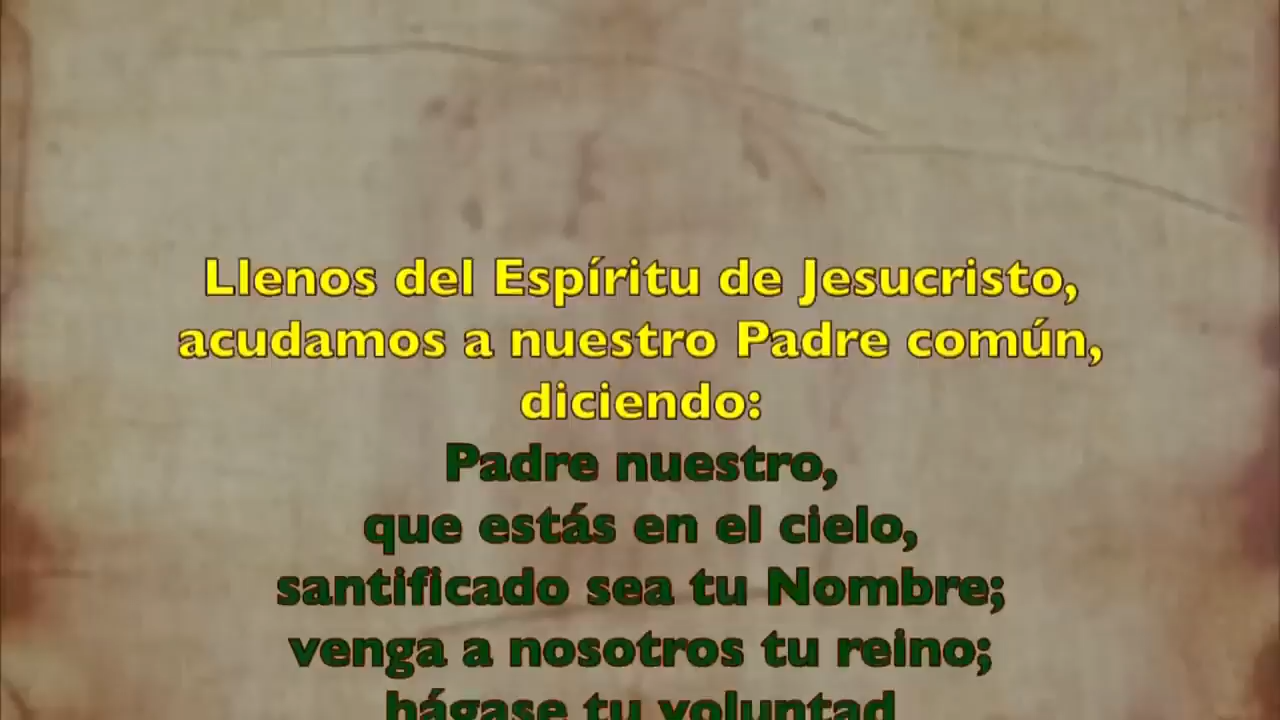 Llenos del Espíritu de Jesucristo,
acudamos a nuestro Padre común,
diciendo:
Padre nuestro,
que estás en el cielo,
santificado sea tu Nombre;
venga a nosotros tu reino;
hágase tu voluntad